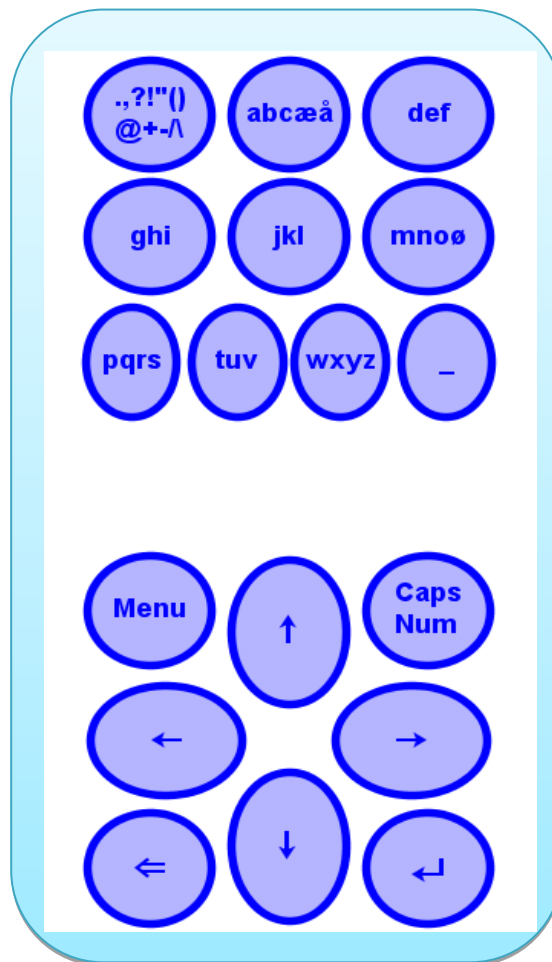 .,?!"()
@+-/\
abcæå
def
ghi
jkl
mnoø
pqrs
tuv
wxyz
_
Menu
↑
Caps
Num
←
→
⇐
↓
↵